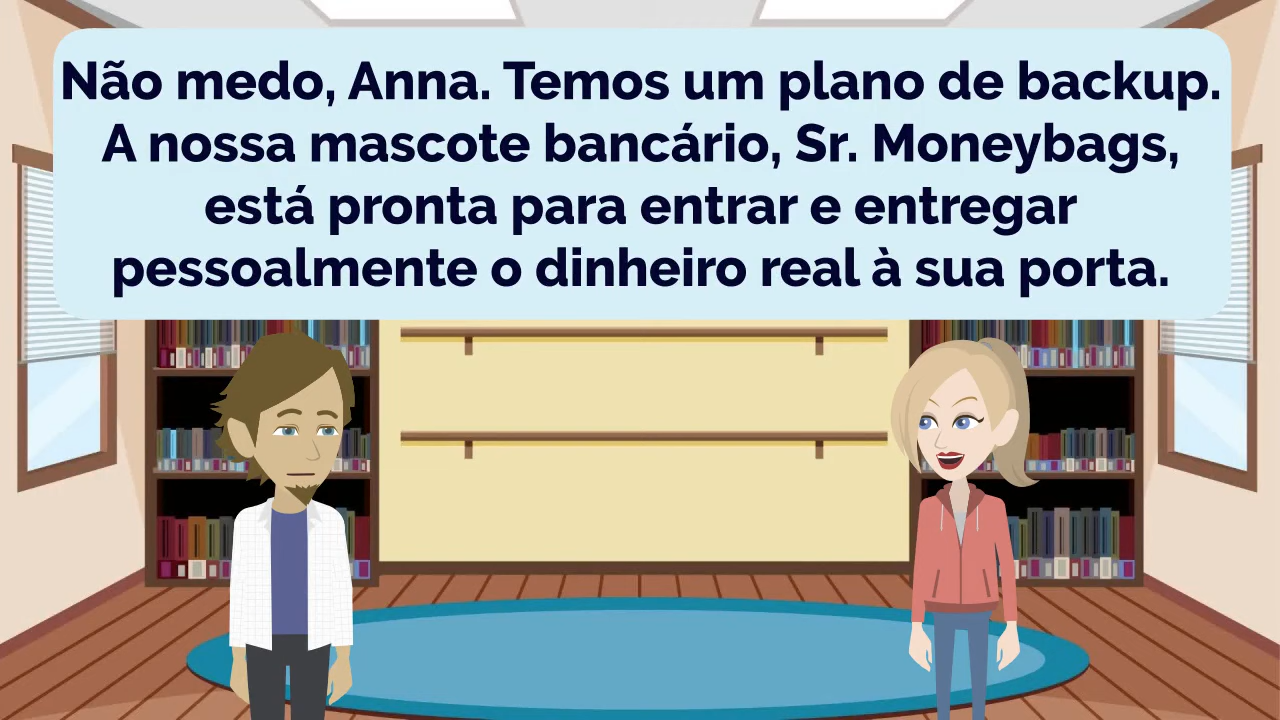 Não medo, Anna. Temos um plano de backup.
A nossa mascote bancário, Sr. Moneybags,
está pronta para entrar e entregar
pessoalmente o dinheiro real à sua porta.